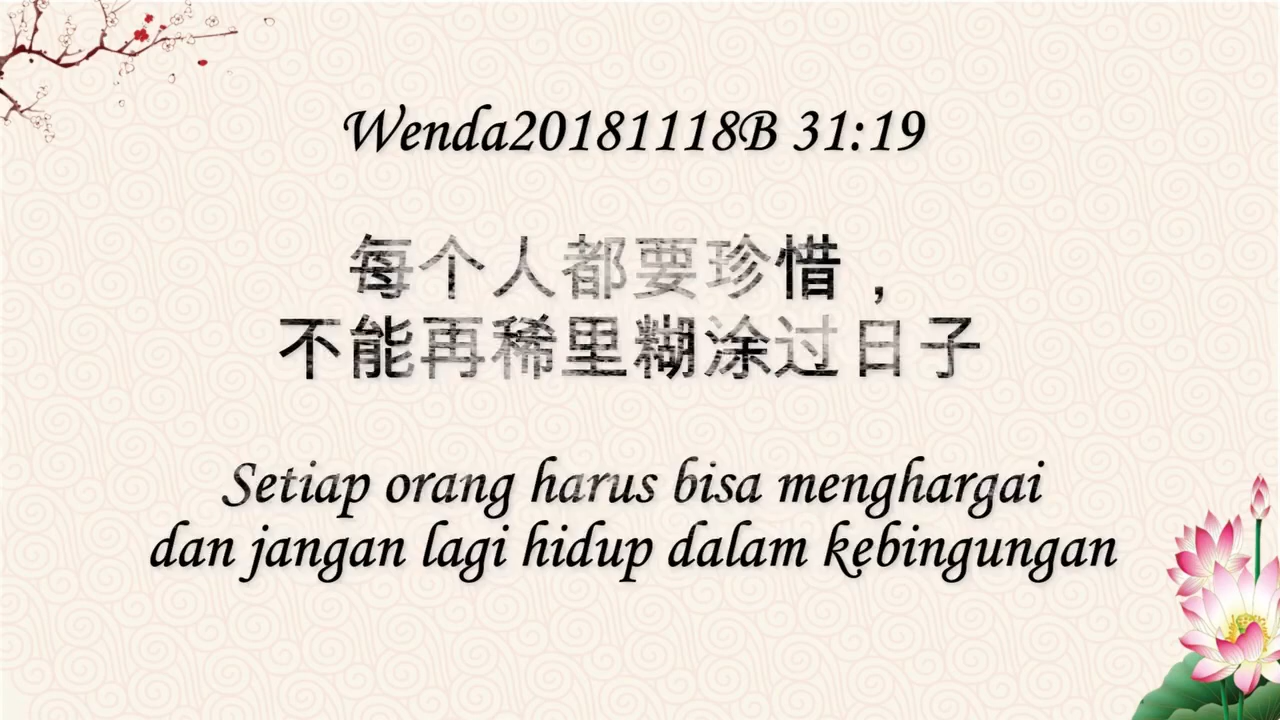 Wenda20181118B 31:19
每个人都要珍惜，
不能再稀里糊涂过日子
Setiap orang harus bisa menghargai
dan jangan lagi hidup dalam kebingungan